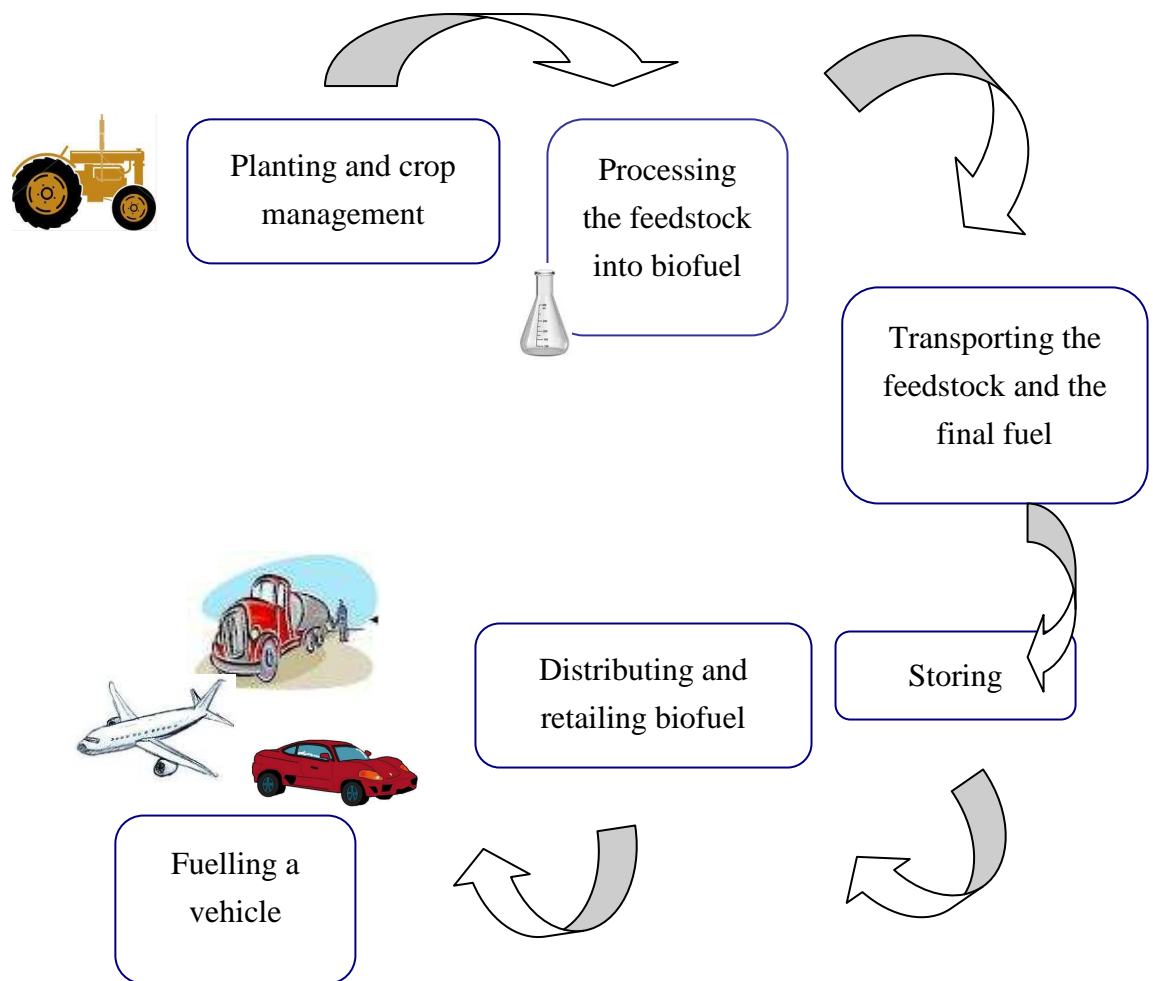 Planting and crop
management
Processing
the feedstock
into biofuel
Transporting the
feedstock and the
final fuel
Storing
Distributing and
retailing biofuel
Fuelling a
vehicle